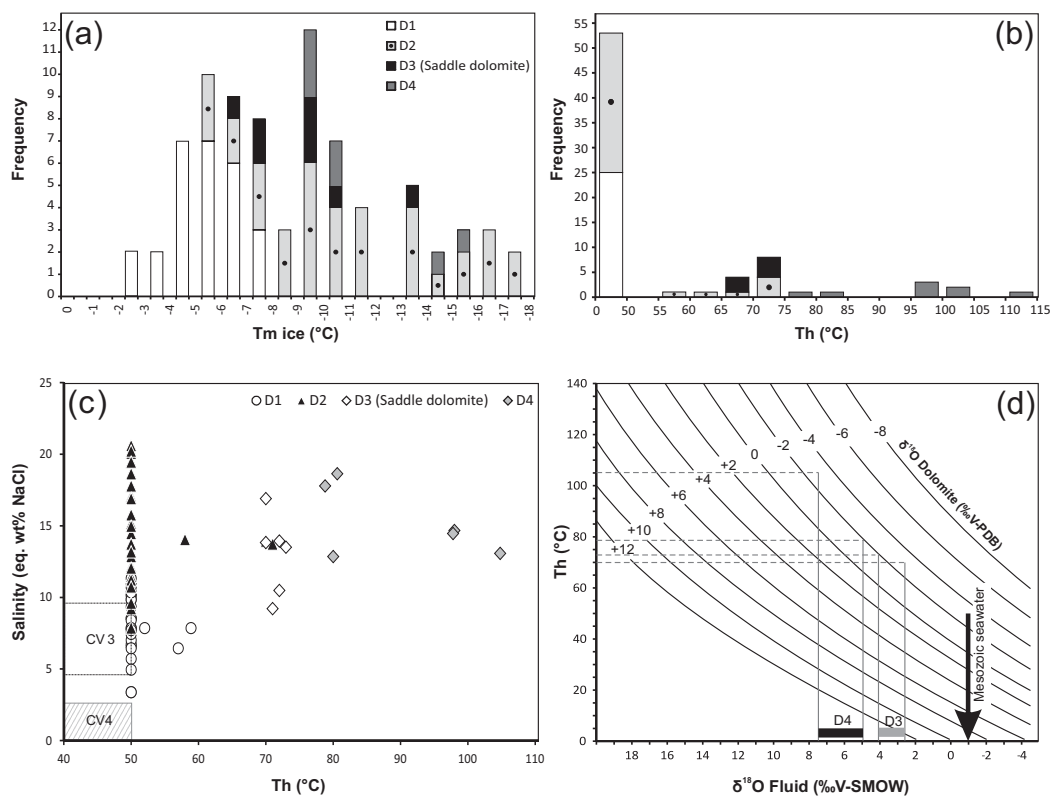 (a)
Frequency
12
11
10
9
8
7
6
5
4
3
2
1
0
D1
D2
D3 (Saddle dolomite)
D4
0 -1 -2 -3 -4 -5 -6 -7 -8 -9 -10 -11 -12 -13 -14 -15 -16 -17 -18
Tm ice (°C)
(b)
Frequency
55
50
45
40
35
30
25
20
15
10
5
0
0 50 55 65 75 85 95 105 115
Th (°C)
(c)
Salinity (eq. wt% NaCl)
25
20
15
10
5
0
D1 D2 D3 (Saddle dolomite) D4
CV 3
CV4
40 50 60 70 80 90 100 110
Th (°C)
(d)
Th (°C)
140
120
100
80
60
40
20
0
-8
-6
-4
-2
0
+2
+4
+6
+8
+10
+12
δ¹⁸O Dolomite (‰V-PDB)
Mesozoic seawater
D4 D3
18 16 14 12 10 8 6 4 2 0 -2 -4
δ¹⁸O Fluid (‰V-SMOW)